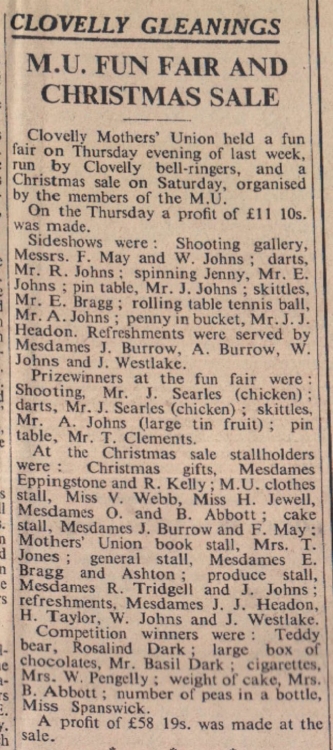 CLOVELLY GLEANINGS
M.U. FUN FAIR AND
CHRISTMAS SALE
Clovelly Mothers' Union held a fun
fair on Thursday evening of last week,
run by Clovelly bell-ringers, and a
Christmas sale on Saturday, organised
by the members of the M.U.
On the Thursday a profit of £11 10s.
was made.
Sideshows were : Shooting gallery,
Messrs. F. May and W. Johns ; darts,
Mr. R. Johns ; spinning Jenny, Mr. E.
Johns ; pin table, Mr. J. Johns ; skittles,
Mr. E. Bragg ; rolling table tennis ball,
Mr. A. Johns ; penny in bucket, Mr. J. J.
Headon. Refreshments were served by
Mesdames J. Burrow, A. Burrow, W.
Johns and J. Westlake.
Prizewinners at the fun fair were :
Shooting, Mr. J. Searles (chicken) ;
darts, Mr. J. Searles (chicken) ; skittles,
Mr. A. Johns (large tin fruit) ; pin
table, Mr. T. Clements.
At the Christmas sale stallholders
were : Christmas gifts, Mesdames
Eppingstone and R. Kelly ; M.U. clothes
stall, Miss V. Webb, Miss H. Jewell,
Mesdames O. and B. Abbott ; cake
stall, Mesdames J. Burrow and F. May ;
Mothers' Union book stall, Mrs. T.
Jones ; general stall, Mesdames E.
Bragg and Ashton ; produce stall,
Mesdames R. Tridgell and J. Johns ;
refreshments, Mesdames J. J. Headon,
H. Taylor, W. Johns and J. Westlake.
Competition winners were : Teddy
bear, Rosalind Dark ; large box of
chocolates, Mr. Basil Dark ; cigarettes,
Mrs. W. Pengelly ; weight of cake, Mrs.
B. Abbott ; number of peas in a bottle,
Miss Spanswick.
A profit of £58 19s. was made at the
sale.